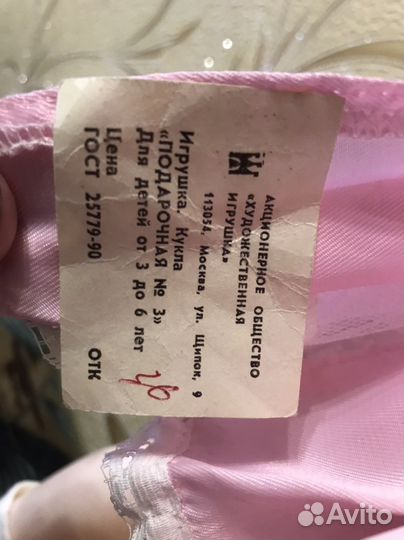 АКЦИОНЕРНОЕ ОБЩЕСТВО
«ХУДОЖЕСТВЕННАЯ
ИГРУШКА»
113054, Москва, ул. Щипок, 9
Игрушка. Кукла
«ПОДАРОЧНАЯ № 3»
Для детей от 3 до 6 лет
Цена
ГОСТ 25779-90 ОТК
Avito